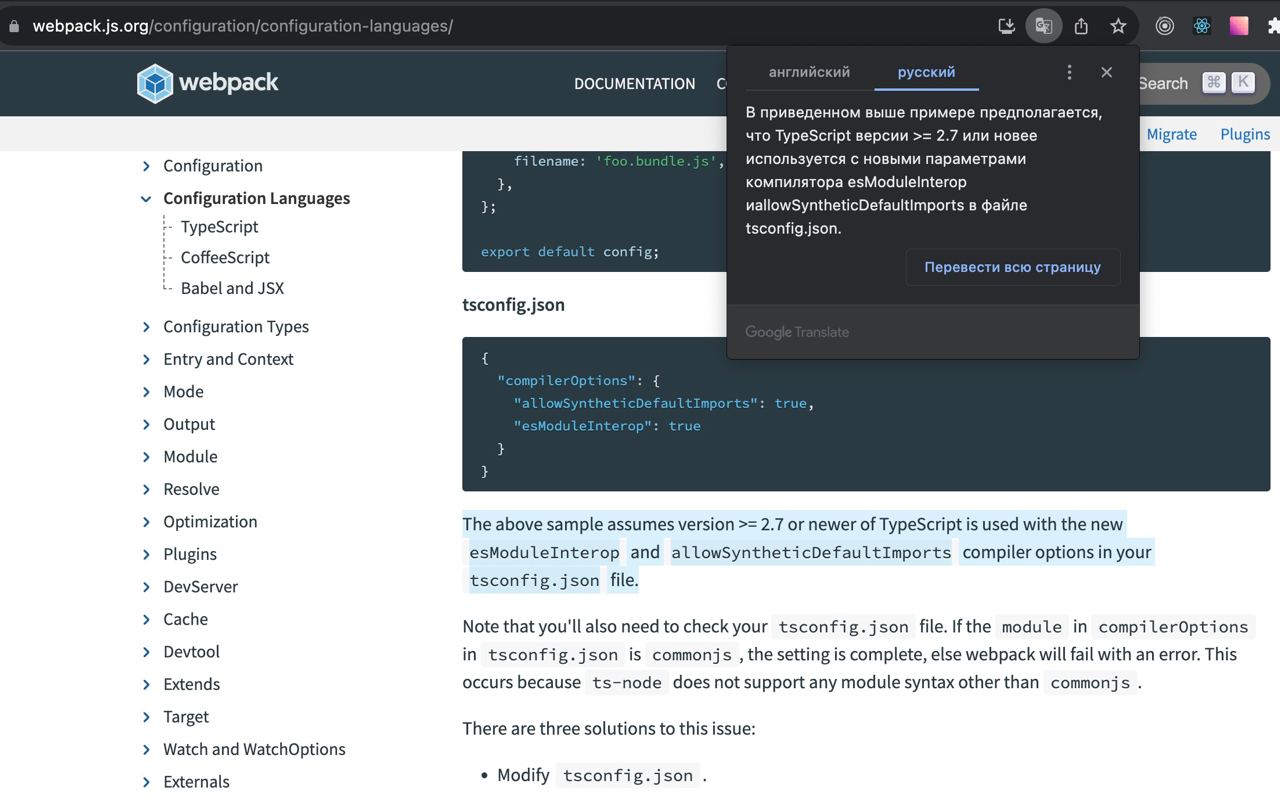 webpack.js.org/configuration/configuration-languages/
webpack
DOCUMENTATION
Search ⌘ K
английский русский
В приведенном выше примере предполагается,
что TypeScript версии >= 2.7 или новее
используется с новыми параметрами
компилятора esModuleInterop
иallowSyntheticDefaultImports в файле
tsconfig.json.
Перевести всю страницу
Google Translate
Migrate Plugins
Configuration
Configuration Languages
TypeScript
CoffeeScript
Babel and JSX
Configuration Types
Entry and Context
Mode
Output
Module
Resolve
Optimization
Plugins
DevServer
Cache
Devtool
Extends
Target
Watch and WatchOptions
Externals
filename: 'foo.bundle.js',
},
};
export default config;
tsconfig.json
{
"compilerOptions": {
"allowSyntheticDefaultImports": true,
"esModuleInterop": true
}
}
The above sample assumes version >= 2.7 or newer of TypeScript is used with the new
esModuleInterop and allowSyntheticDefaultImports compiler options in your
tsconfig.json file.
Note that you'll also need to check your tsconfig.json file. If the module in compilerOptions
in tsconfig.json is commonjs , the setting is complete, else webpack will fail with an error. This
occurs because ts-node does not support any module syntax other than commonjs .
There are three solutions to this issue:
• Modify tsconfig.json .